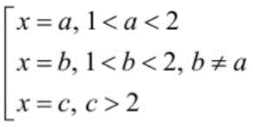 x = a, 1 < a < 2
x = b, 1 < b < 2, b ≠ a
x = c, c > 2